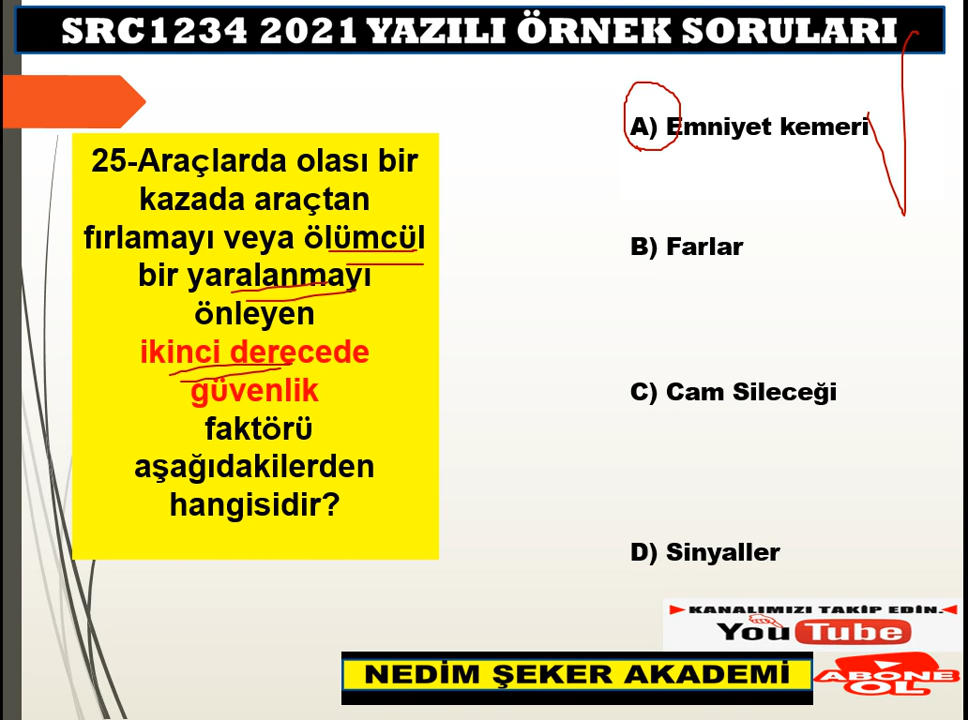 SRC1234 2021 YAZILI ÖRNEK SORULARI
25-Araçlarda olası bir
kazada araçtan
fırlamayı veya ölümcül
bir yaralanmayı
önleyen
ikinci derecede
güvenlik
faktörü
aşağıdakilerden
hangisidir?
A) Emniyet kemeri
B) Farlar
C) Cam Sileceği
D) Sinyaller
KANALIMIZI TAKİP EDİN.
YouTube
NEDİM ŞEKER AKADEMİ
ABONE
OL